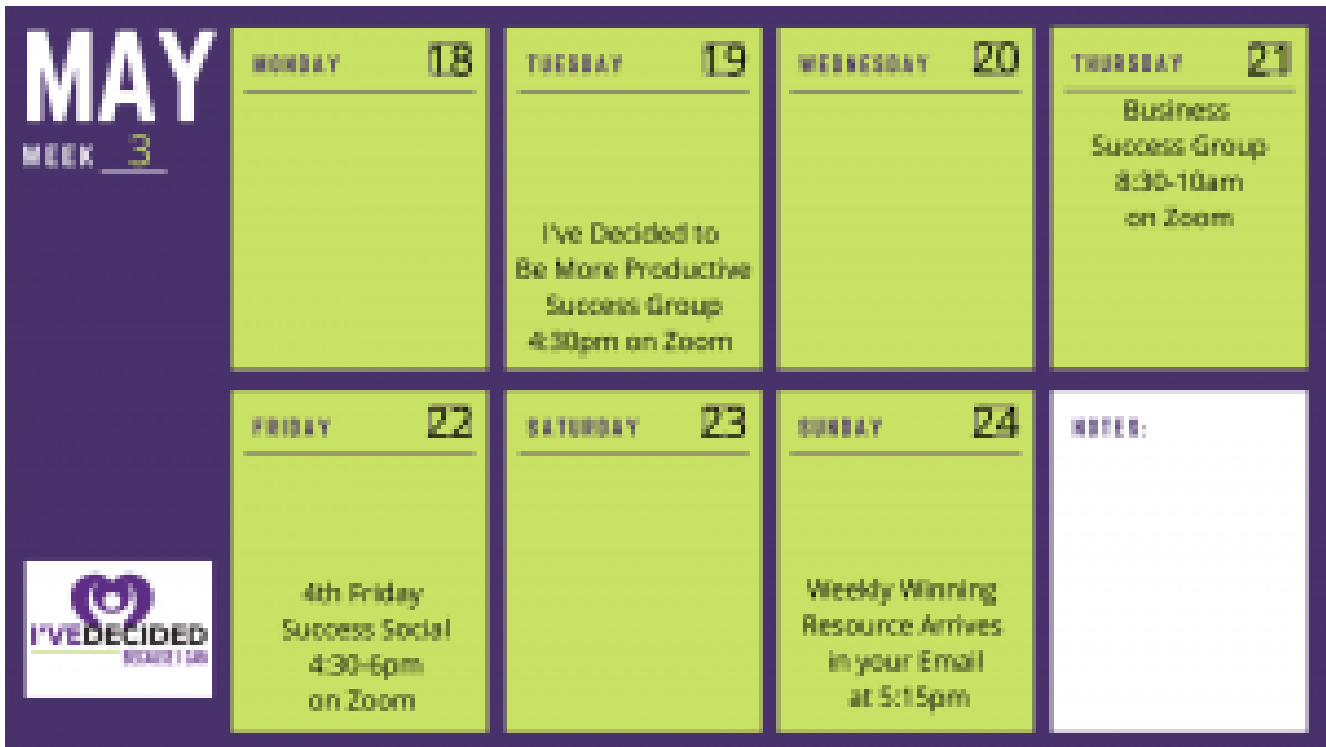 MAY
WEEK 3
MONDAY 18
TUESDAY 19
I've Decided to
Be More Productive
Success Group
4:30pm on Zoom
WEDNESDAY 20
THURSDAY 21
Business
Success Group
8:30-10am
on Zoom
FRIDAY 22
4th Friday
Success Social
4:30-6pm
on Zoom
SATURDAY 23
SUNDAY 24
Weekly Winning
Resource Arrives
in your Email
at 5:15pm
NOTES:
I'VEDECIDED
BECAUSE I CAN